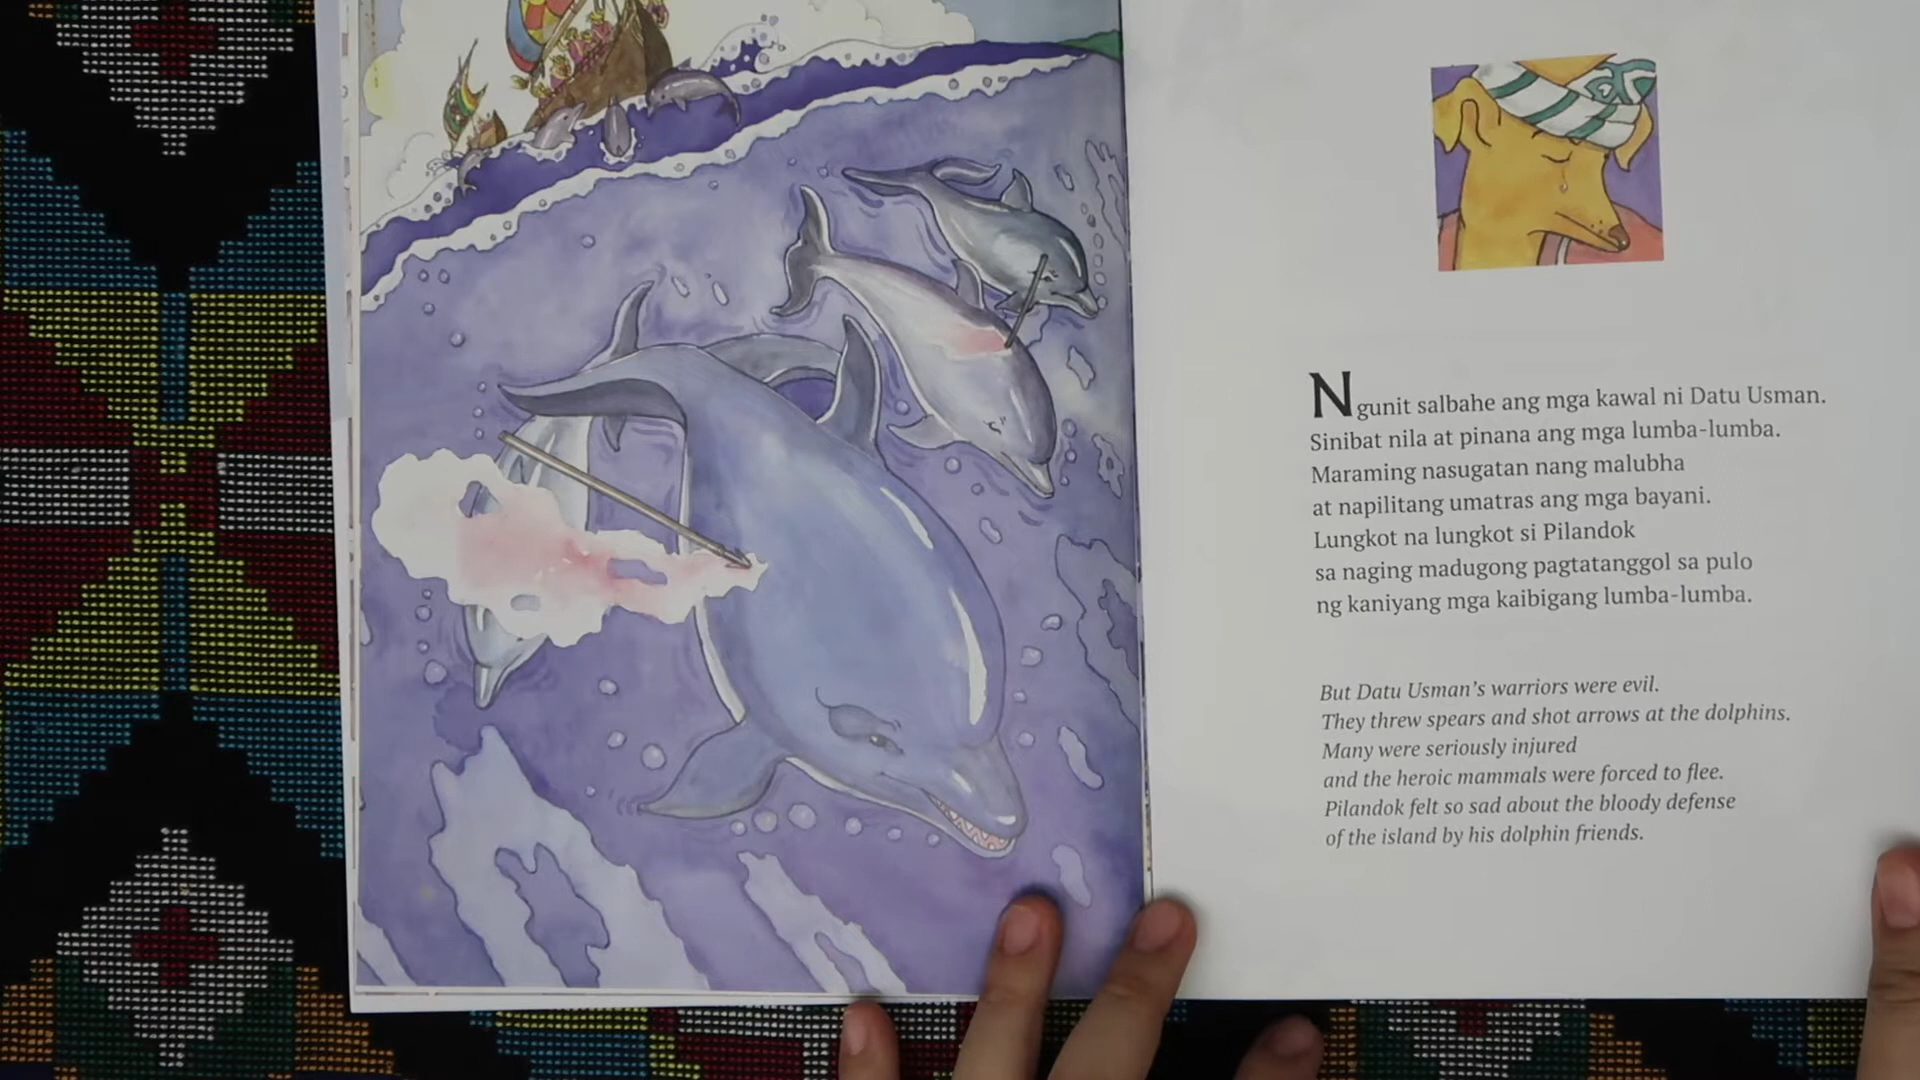 Ngunit salbahe ang mga kawal ni Datu Usman.
Sinibat nila at pinana ang mga lumba-lumba.
Maraming nasugatan nang malubha
at napilitang umatras ang mga bayani.
Lungkot na lungkot si Pilandok
sa naging madugong pagtatanggol sa pulo
ng kaniyang mga kaibigang lumba-lumba.
But Datu Usman's warriors were evil.
They threw spears and shot arrows at the dolphins.
Many were seriously injured
and the heroic mammals were forced to flee.
Pilandok felt so sad about the bloody defense
of the island by his dolphin friends.